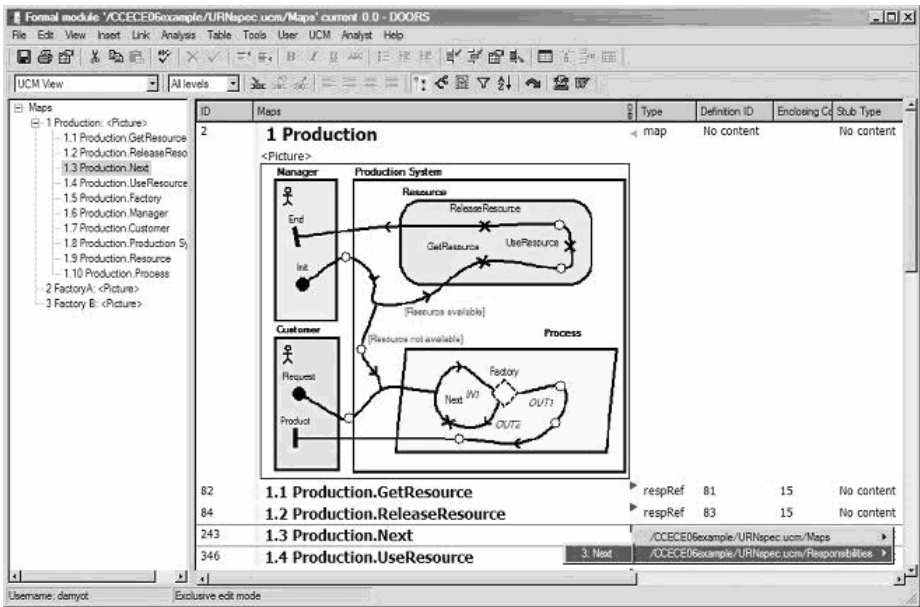 Formal module '/CCECE06example/URNspec.ucm/Maps' current 0.0 - DOORS
File Edit View Insert Link Analysis Table Tools User UCM Analyst Help
UCM View All levels
Maps
1 Production: <Picture>
1.1 Production.GetResource
1.2 Production.ReleaseReso
1.3 Production.Next
1.4 Production.UseResource
1.5 Production.Factory
1.6 Production.Manager
1.7 Production.Customer
1.8 Production.Production Sy
1.9 Production.Resource
1.10 Production.Process
2 FactoryA: <Picture>
3 Factory B: <Picture>
ID Maps Type Definition ID Enclosing Co Stub Type
2 1 Production map No content No content
<Picture>
Manager Production System
Resource
ReleaseResource
End
GetResource UseResource
Init
[Resource available]
Customer
[Resource not available]
Process
Request
Factory
Next IN1 OUT1
Product
OUT2
82 1.1 Production.GetResource respRef 81 15 No content
84 1.2 Production.ReleaseResource respRef 83 15 No content
243 1.3 Production.Next /CCECE06example/URNspec.ucm/Maps
346 1.4 Production.UseResource 3: Next /CCECE06example/URNspec.ucm/Responsibilities
Username: damyot Exclusive edit mode